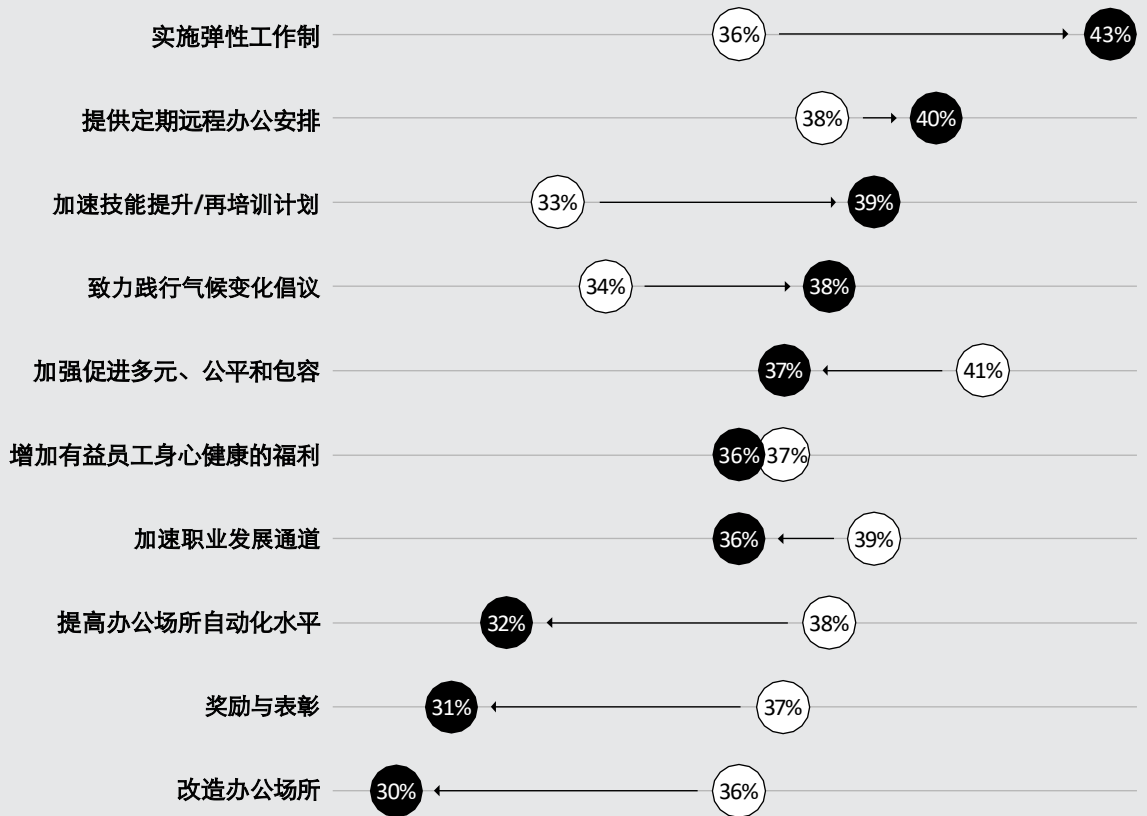 实施弹性工作制 36% 43%
提供定期远程办公安排 38% 40%
加速技能提升/再培训计划 33% 39%
致力践行气候变化倡议 34% 38%
加强促进多元、公平和包容 37% 41%
增加有益员工身心健康的福利 36% 37%
加速职业发展通道 36% 39%
提高办公场所自动化水平 32% 38%
奖励与表彰 31% 37%
改造办公场所 30% 36%